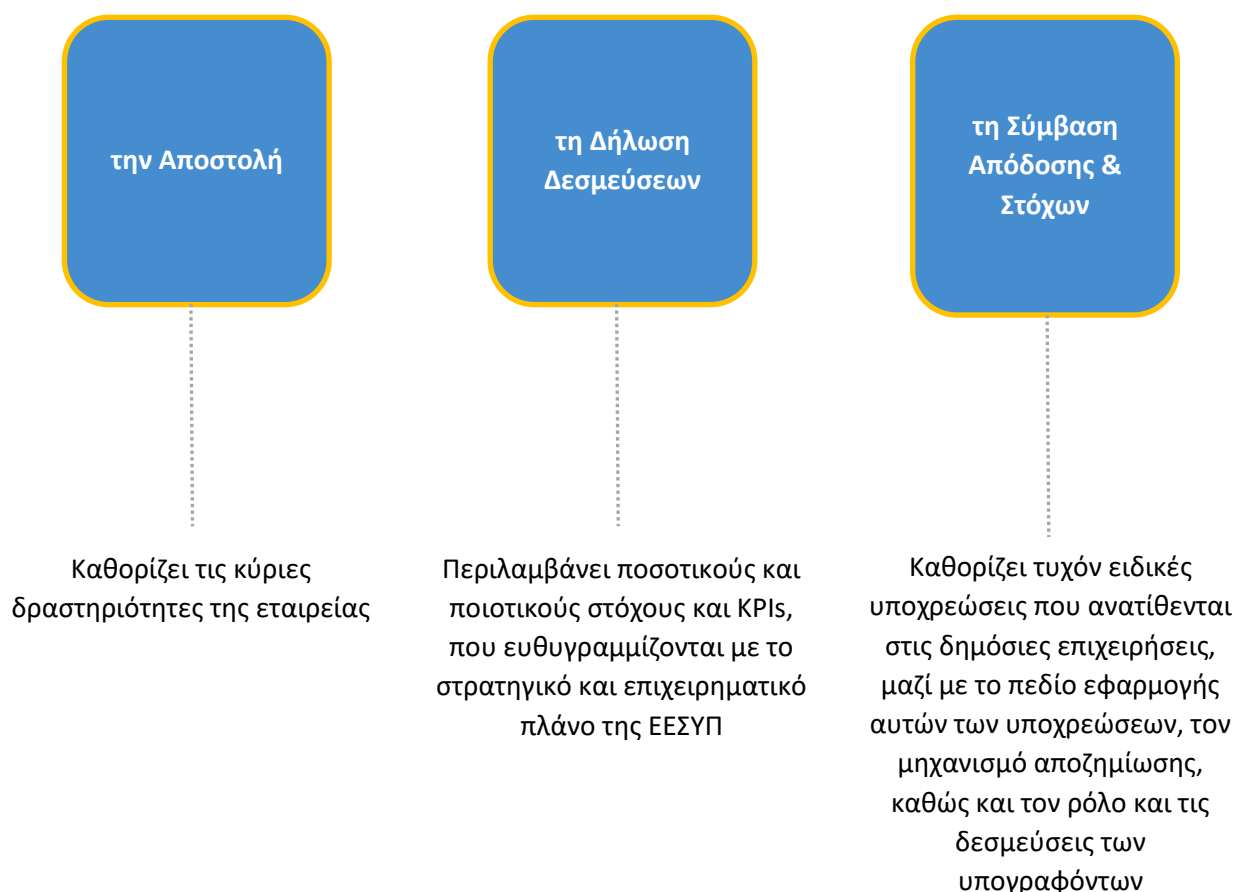 την Αποστολή
τη Δήλωση
Δεσμεύσεων
τη Σύμβαση
Απόδοσης &
Στόχων
Καθορίζει τις κύριες
δραστηριότητες της εταιρείας
Περιλαμβάνει ποσοτικούς και
ποιοτικούς στόχους και KPIs,
που ευθυγραμμίζονται με το
στρατηγικό και επιχειρηματικό
πλάνο της ΕΕΣΥΠ
Καθορίζει τυχόν ειδικές
υποχρεώσεις που ανατίθενται
στις δημόσιες επιχειρήσεις,
μαζί με το πεδίο εφαρμογής
αυτών των υποχρεώσεων, τον
μηχανισμό αποζημίωσης,
καθώς και τον ρόλο και τις
δεσμεύσεις των
υπογραφόντων